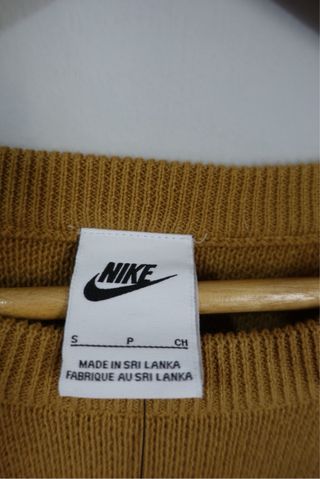 NIKE
S P CH
MADE IN SRI LANKA
FABRIQUE AU SRI LANKA